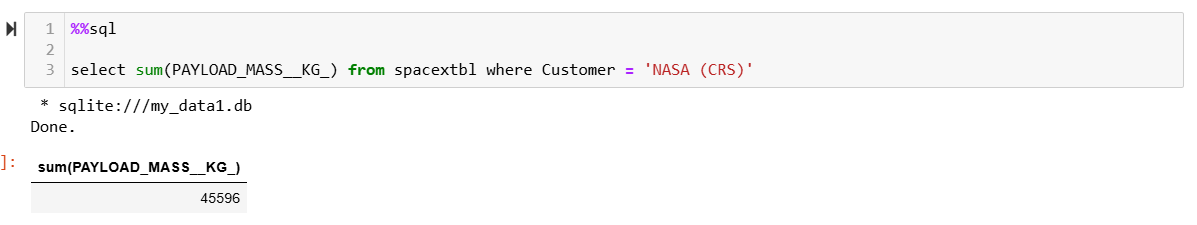 1 %%sql
2
3 select sum(PAYLOAD_MASS__KG_) from spacextbl where Customer = 'NASA (CRS)'
* sqlite:///my_data1.db
Done.
]:
sum(PAYLOAD_MASS__KG_)
45596